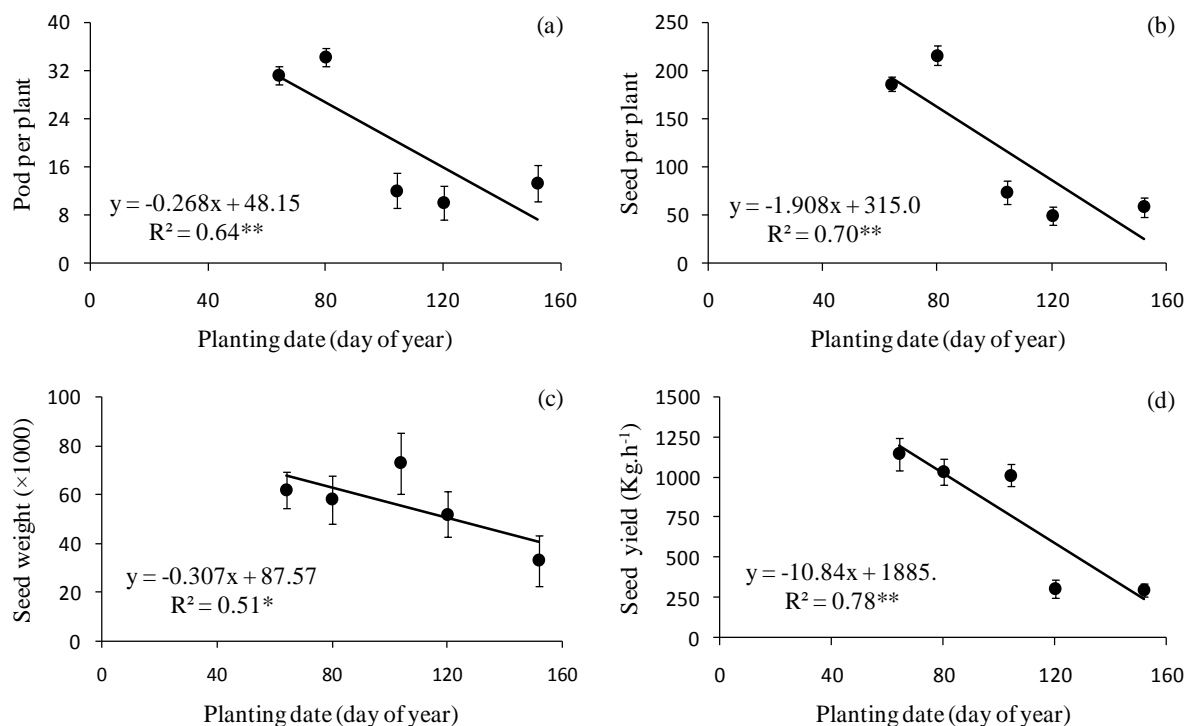 (a)
Pod per plant
40
32
24
16
8
0
y = -0.268x + 48.15
R² = 0.64**
0 40 80 120 160
Planting date (day of year)
(b)
Seed per plant
250
200
150
100
50
0
y = -1.908x + 315.0
R² = 0.70**
0 40 80 120 160
Planting date (day of year)
(c)
Seed weight (×1000)
100
80
60
40
20
0
y = -0.307x + 87.57
R² = 0.51*
0 40 80 120 160
Planting date (day of year)
(d)
Seed yield (Kg.h⁻¹)
1500
1250
1000
750
500
250
0
y = -10.84x + 1885.
R² = 0.78**
0 40 80 120 160
Planting date (day of year)